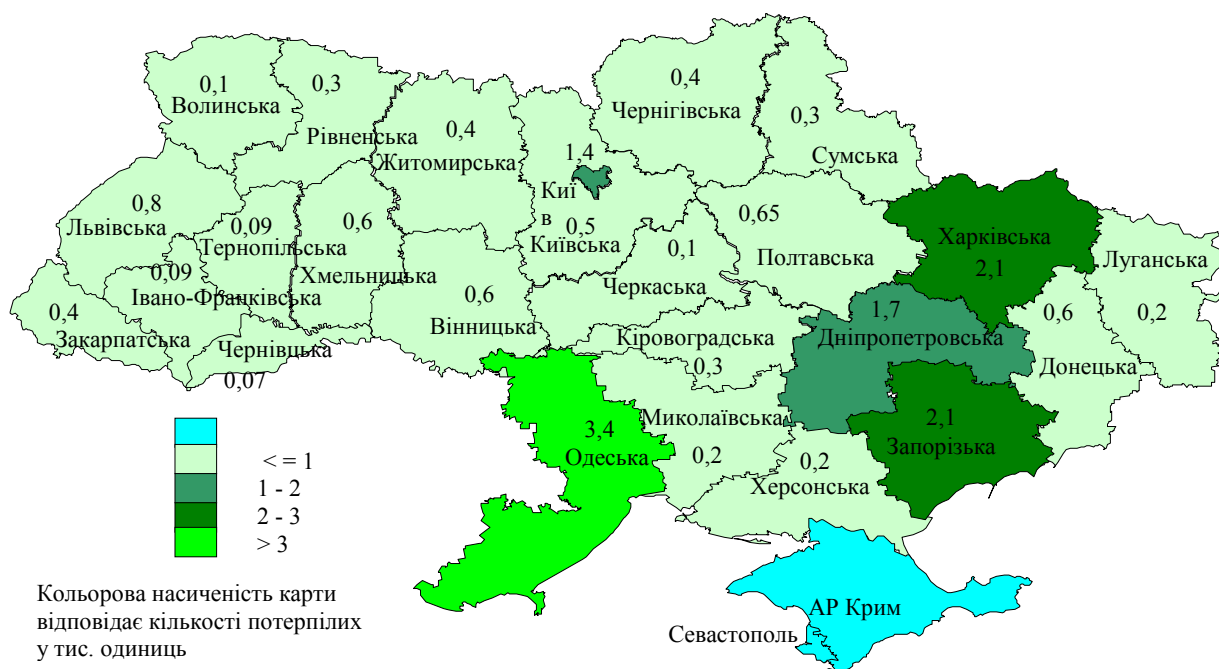 0,1
Волинська
0,3
Рівненська
0,4
Житомирська
1,4
Киї
в
0,5
Київська
0,4
Чернігівська
0,3
Сумська
0,8
Львівська
0,09
Тернопільська
0,6
Хмельницька
0,09
Івано-Франківська
0,4
Закарпатська
Чернівцька
0,07
0,6
Вінницька
0,1
Черкаська
0,65
Полтавська
Харківська
2,1
Луганська
0,2
0,6
Донецька
1,7
Дніпропетровська
Кіровоградська
0,3
Миколаївська
0,2
3,4
Одеська
0,2
Херсонська
2,1
Запорізька
АР Крим
Севастополь
< = 1
1 - 2
2 - 3
> 3
Кольорова насиченість карти
відповідає кількості потерпілих
у тис. одиниць